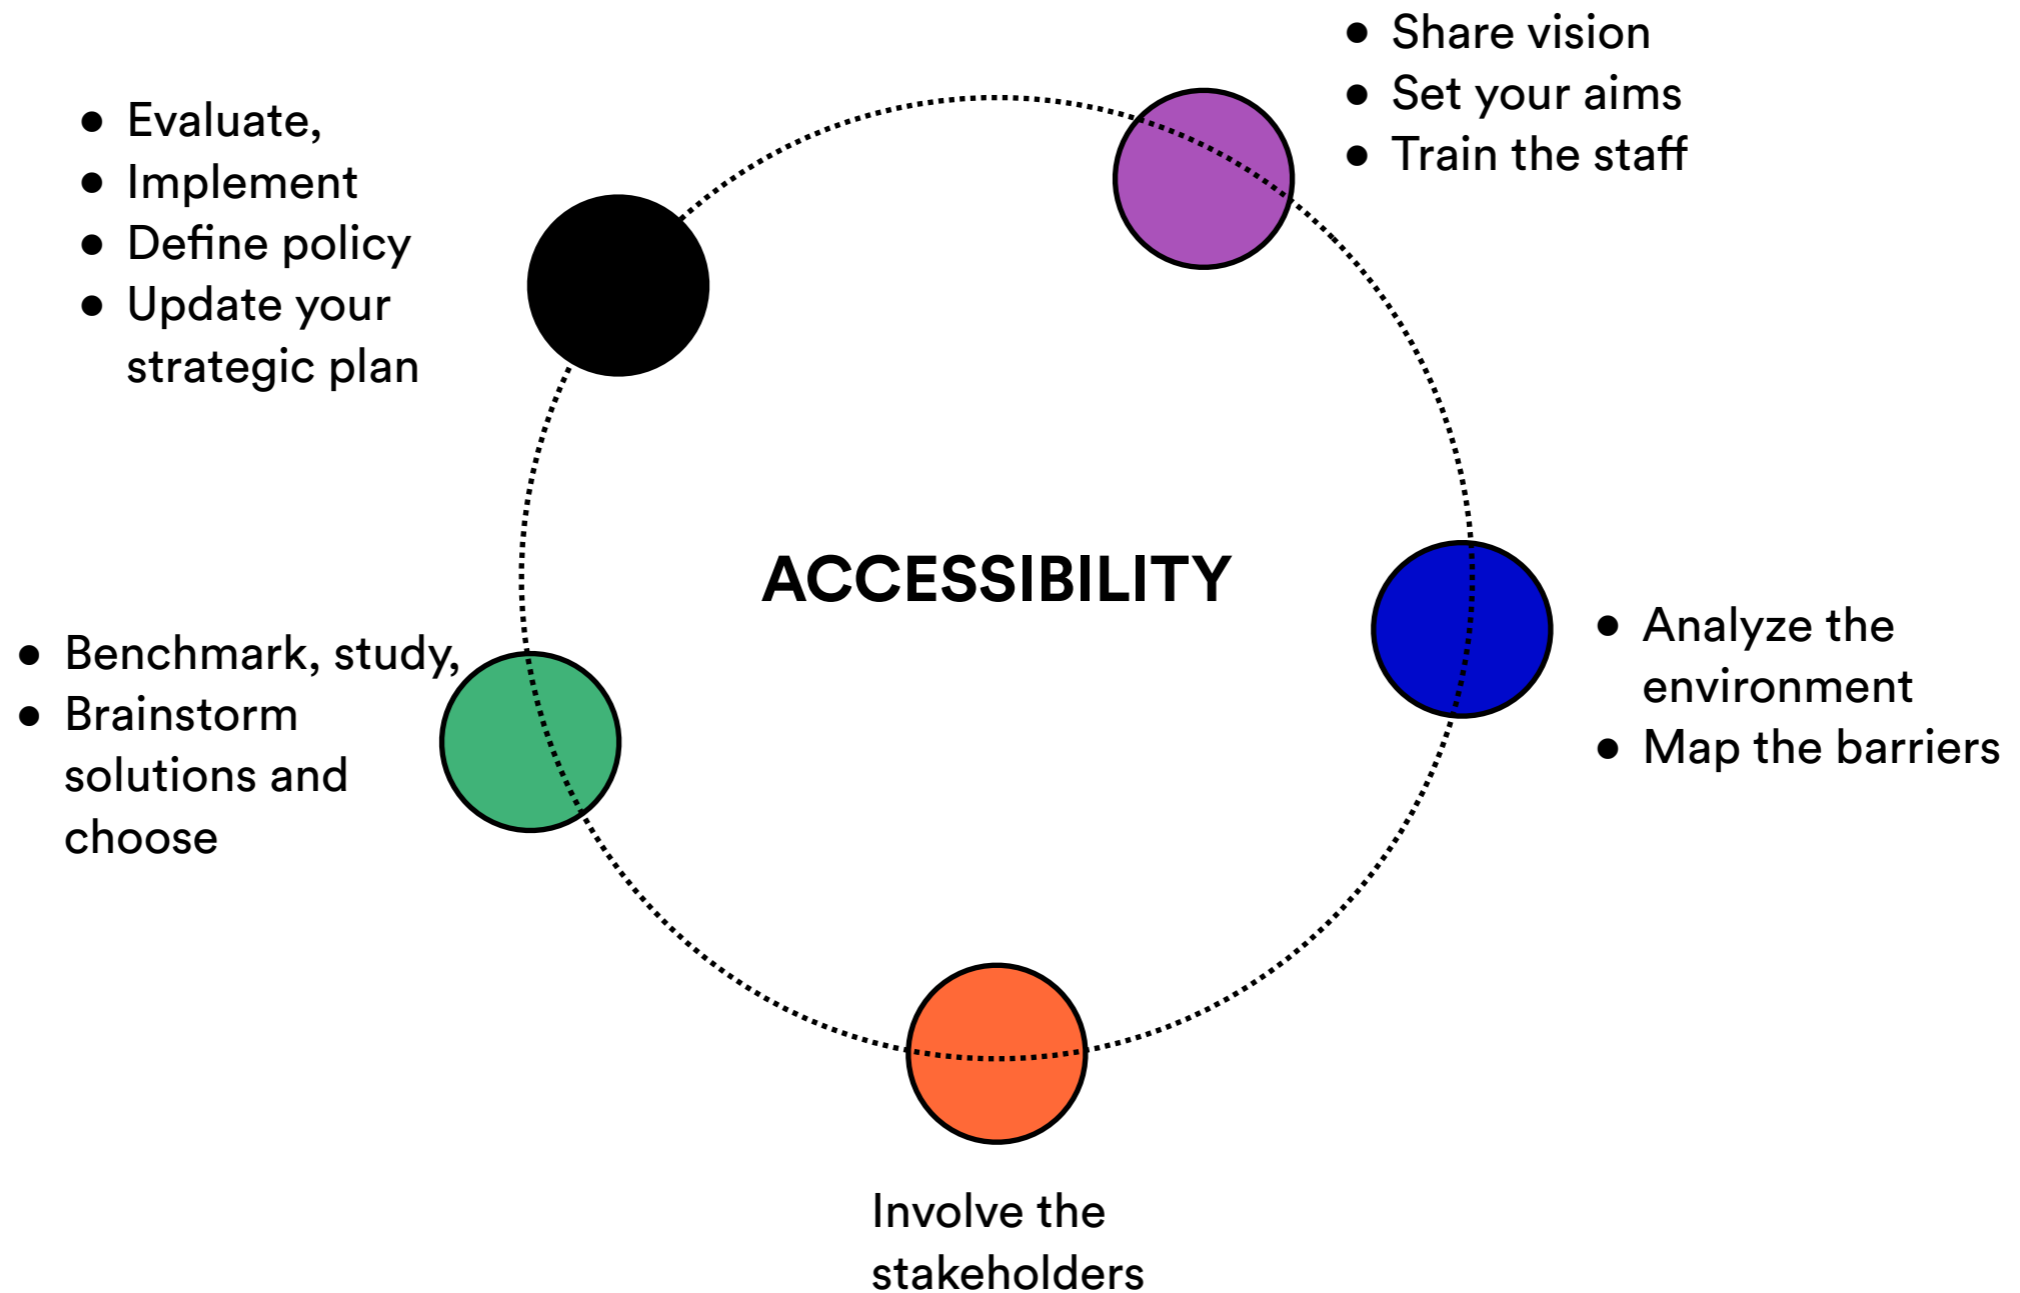 • Share vision
• Set your aims
• Train the staff
• Evaluate,
• Implement
• Define policy
• Update your
strategic plan
ACCESSIBILITY
• Analyze the
environment
• Map the barriers
• Benchmark, study,
• Brainstorm
solutions and
choose
Involve the
stakeholders